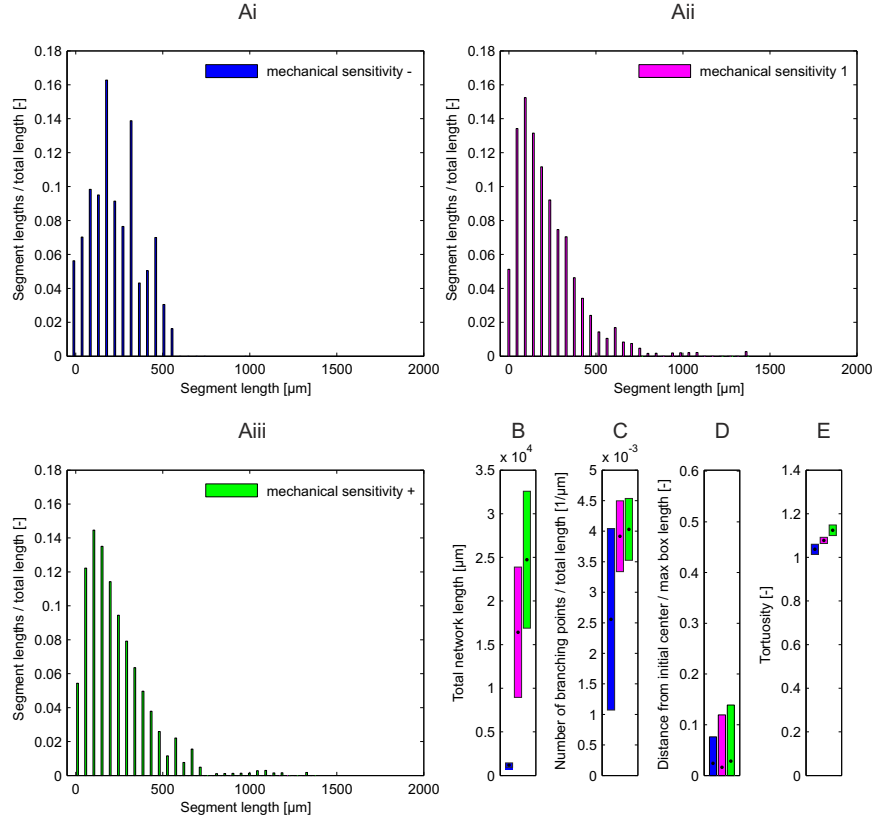 Ai
0.18
0.16
0.14
0.12
0.1
0.08
0.06
0.04
0.02
0
Segment lengths / total length [-]
mechanical sensitivity -
0 500 1000 1500 2000
Segment length [µm]
Aii
0.18
0.16
0.14
0.12
0.1
0.08
0.06
0.04
0.02
0
Segment lengths / total length [-]
mechanical sensitivity 1
0 500 1000 1500 2000
Segment length [µm]
Aiii
0.18
0.16
0.14
0.12
0.1
0.08
0.06
0.04
0.02
0
Segment lengths / total length [-]
mechanical sensitivity +
0 500 1000 1500 2000
Segment length [µm]
B
x 10^4
3.5
3
2.5
2
1.5
1
0.5
0
Total network length [µm]
C
x 10^-3
5
4.5
4
3.5
3
2.5
2
1.5
1
0.5
0
Number of branching points / total length [1/µm]
D
0.6
0.5
0.4
0.3
0.2
0.1
0
Distance from initial center / max box length [-]
E
1.4
1.2
1
0.8
0.6
0.4
0.2
0
Tortuosity [-]